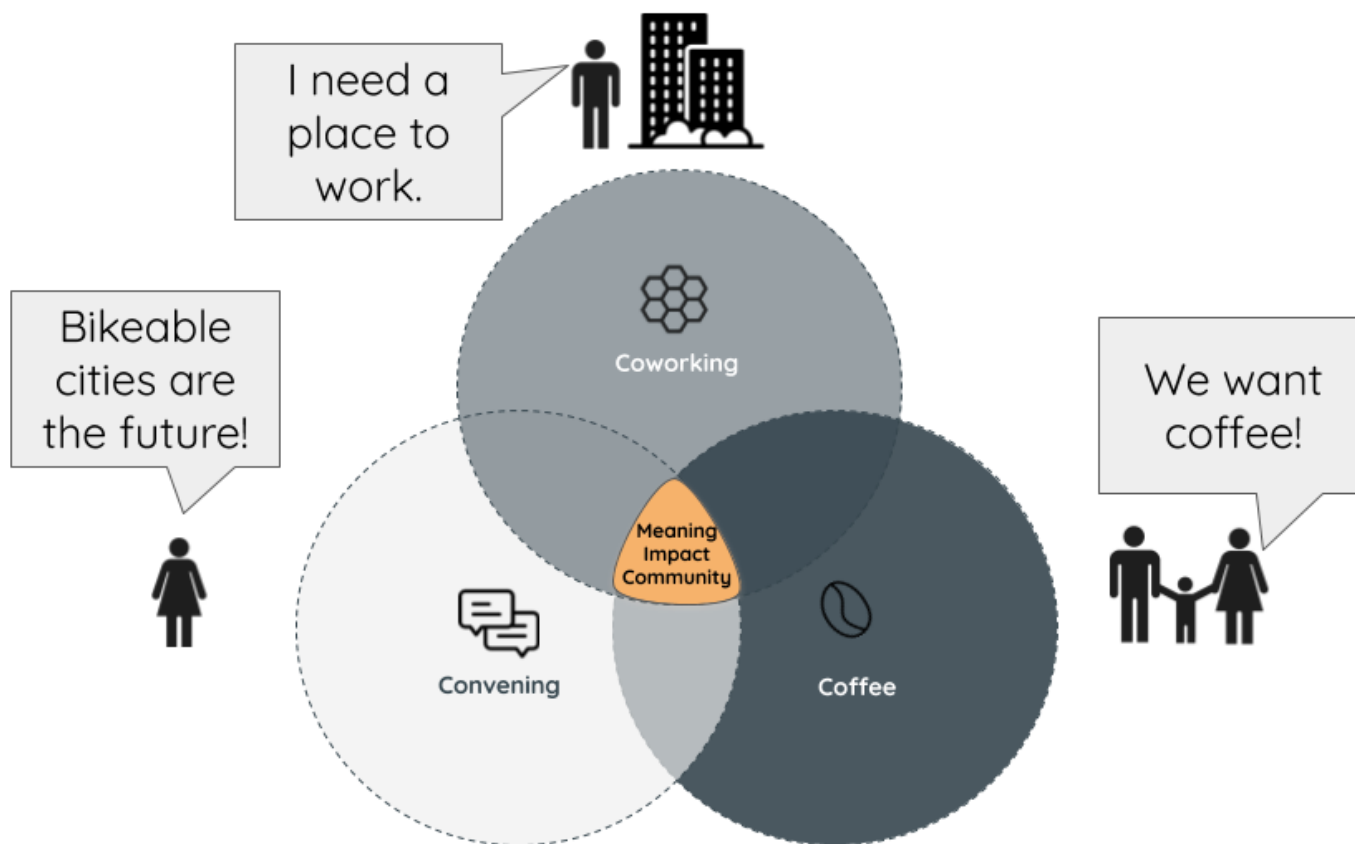 I need a
place to
work.
Bikeable
cities are
the future!
We want
coffee!
Coworking
Meaning
Impact
Community
Convening
Coffee